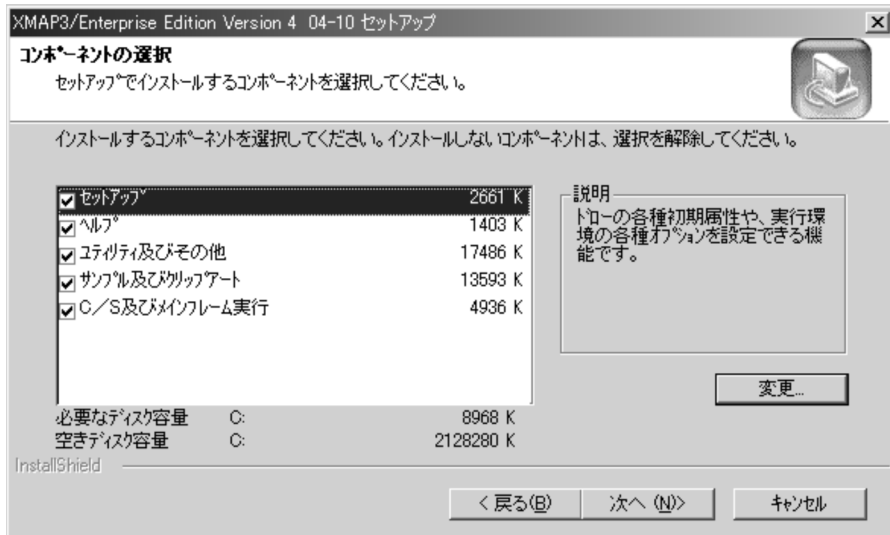 XMAP3/Enterprise Edition Version 4 04-10 セットアップ
コンポーネントの選択
セットアップでインストールするコンポーネントを選択してください。
インストールするコンポーネントを選択してください。インストールしないコンポーネントは、選択を解除してください。
セットアップ 2661 K
ヘルプ 1403 K
ユティリティ及びその他 17486 K
サンプル及びクリップアート 13593 K
C/S及びメインフレーム実行 4936 K
説明
ドローの各種初期属性や、実行環
境の各種オプションを設定できる機
能です。
変更...
必要なディスク容量 C: 8968 K
空きディスク容量 C: 2128280 K
InstallShield
< 戻る(B) 次へ (N)> キャンセル